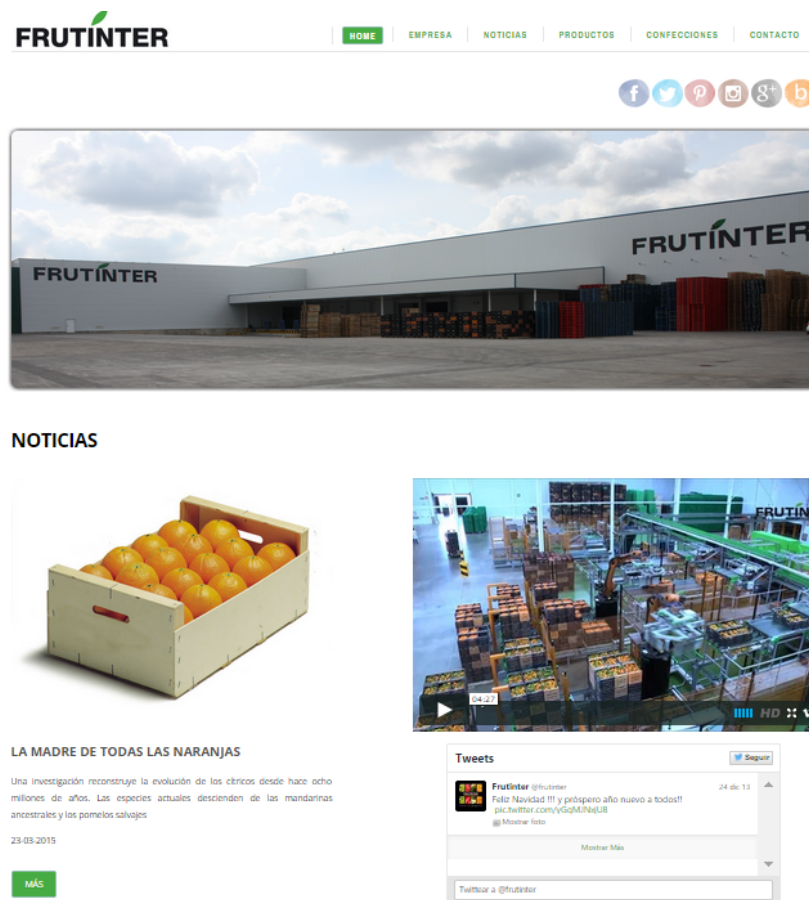 FRUTINTER
HOME EMPRESA NOTICIAS PRODUCTOS CONFECCIONES CONTACTO
FRUTINTER
FRUTINTER
NOTICIAS
FRUTIN
04:27
HD
LA MADRE DE TODAS LAS NARANJAS
Una investigación reconstruye la evolución de los cítricos desde hace ocho
millones de años. Las especies actuales descienden de las mandarinas
ancestrales y los pomelos salvajes
23-03-2015
MÁS
Tweets
Seguir
Frutinter @frutinter 24 dic 13
Feliz Navidad !!! y próspero año nuevo a todos!!
pic.twitter.com/yGqMJNxJU8
Mostrar foto
Mostrar Más
Twittear a @frutinter